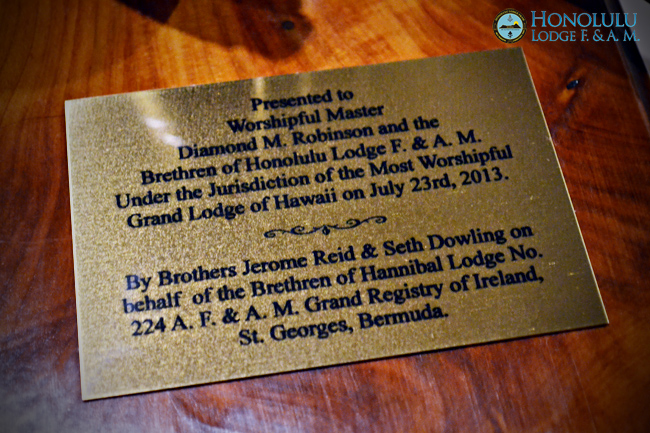 HONOLULU
LODGE F. & A. M.
Presented to
Worshipful Master
Diamond M. Robinson and the
Brethren of Honolulu Lodge F. & A. M.
Under the Jurisdiction of the Most Worshipful
Grand Lodge of Hawaii on July 23rd, 2013.
By Brothers Jerome Reid & Seth Dowling on
behalf of the Brethren of Hannibal Lodge No.
224 A. F. & A. M. Grand Registry of Ireland,
St. Georges, Bermuda.